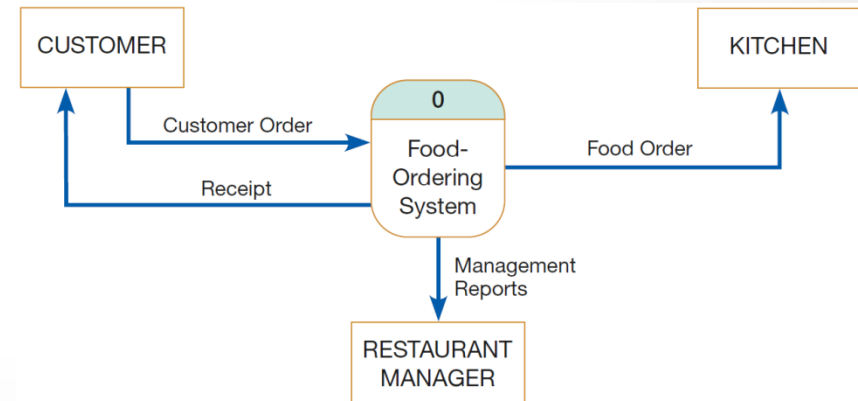 CUSTOMER
KITCHEN
0
Customer Order
Food-
Ordering
System
Food Order
Receipt
Management
Reports
RESTAURANT
MANAGER